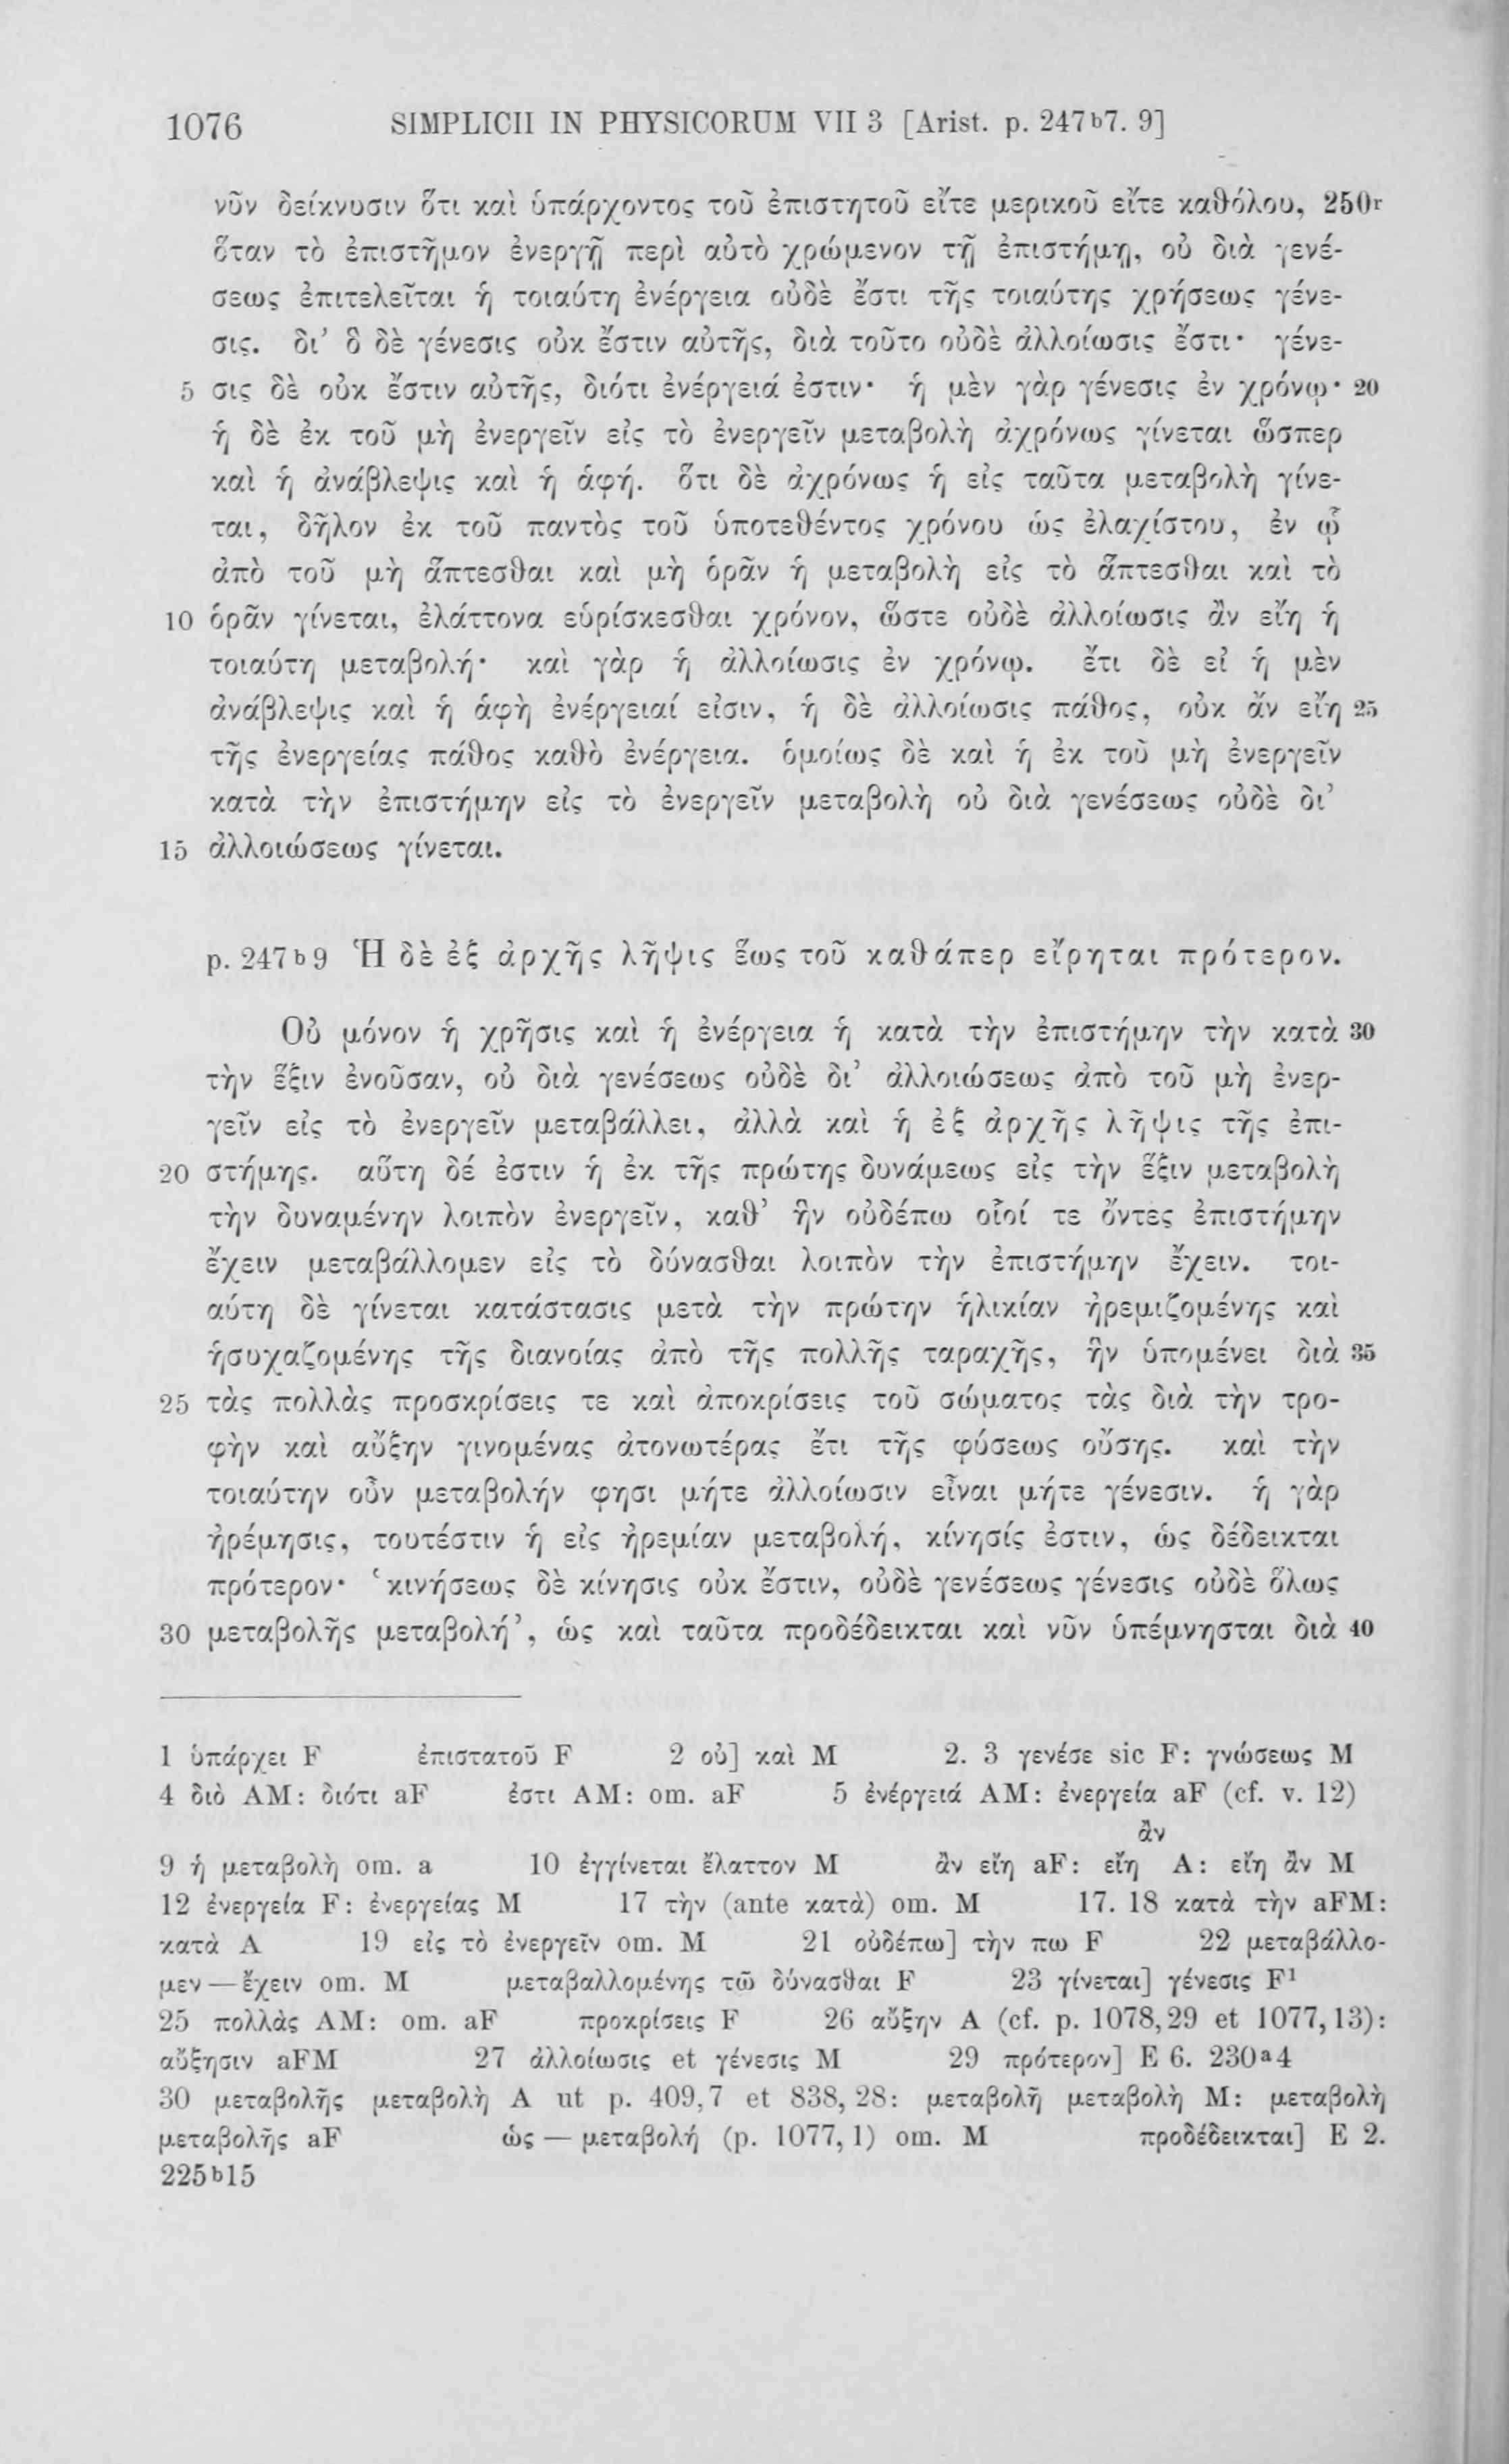 1076 SIMPLICII IN PHYSICORUM VII 3 [Arist. p. 247ᵇ7. 9]
νῦν δείκνυσιν ὅτι καὶ ὑπάρχοντος τοῦ ἐπιστητοῦ εἴτε μερικοῦ εἴτε καθόλου, 250ʳ
ὅταν τὸ ἐπιστῆμον ἐνεργῇ περὶ αὐτὸ χρώμενον τῇ ἐπιστήμῃ, οὐ διὰ γενέ-
σεως ἐπιτελεῖται ἡ τοιαύτη ἐνέργεια οὐδὲ ἔστι τῆς τοιαύτης χρήσεως γένε-
σις. δι’ ὃ δὲ γένεσις οὐκ ἔστιν αὐτῆς, διὰ τοῦτο οὐδὲ ἀλλοίωσις ἔστι· γένε-
5 σις δὲ οὐκ ἔστιν αὐτῆς, διότι ἐνέργειά ἐστιν· ἡ μὲν γὰρ γένεσις ἐν χρόνῳ· 20
ἡ δὲ ἐκ τοῦ μὴ ἐνεργεῖν εἰς τὸ ἐνεργεῖν μεταβολὴ ἀχρόνως γίνεται ὥσπερ
καὶ ἡ ἀνάβλεψις καὶ ἡ ἁφή. ὅτι δὲ ἀχρόνως ἡ εἰς ταῦτα μεταβολὴ γίνε-
ται, δῆλον ἐκ τοῦ παντὸς τοῦ ὑποτεθέντος χρόνου ὡς ἐλαχίστου, ἐν ᾧ
ἀπὸ τοῦ μὴ ἅπτεσθαι καὶ μὴ ὁρᾶν ἡ μεταβολὴ εἰς τὸ ἅπτεσθαι καὶ τὸ
10 ὁρᾶν γίνεται, ἐλάττονα εὑρίσκεσθαι χρόνον, ὥστε οὐδὲ ἀλλοίωσις ἂν εἴη ἡ
τοιαύτη μεταβολή· καὶ γὰρ ἡ ἀλλοίωσις ἐν χρόνῳ. ἔτι δὲ εἰ ἡ μὲν
ἀνάβλεψις καὶ ἡ ἁφὴ ἐνέργειαί εἰσιν, ἡ δὲ ἀλλοίωσις πάθος, οὐκ ἄν εἴη 25
τῆς ἐνεργείας πάθος καθὸ ἐνέργεια. ὁμοίως δὲ καὶ ἡ ἐκ τοῦ μὴ ἐνεργεῖν
κατὰ τὴν ἐπιστήμην εἰς τὸ ἐνεργεῖν μεταβολὴ οὐ διὰ γενέσεως οὐδὲ δι’
15 ἀλλοιώσεως γίνεται.
p. 247ᵇ9 Ἡ δὲ ἐξ ἀρχῆς λῆψις ἕως τοῦ καθάπερ εἴρηται πρότερον.
Οὐ μόνον ἡ χρῆσις καὶ ἡ ἐνέργεια ἡ κατὰ τὴν ἐπιστήμην τὴν κατὰ 30
τὴν ἕξιν ἐνοῦσαν, οὐ διὰ γενέσεως οὐδὲ δι’ ἀλλοιώσεως ἀπὸ τοῦ μὴ ἐνερ-
γεῖν εἰς τὸ ἐνεργεῖν μεταβάλλει, ἀλλὰ καὶ ἡ ἐξ ἀρχῆς λῆψις τῆς ἐπι-
20 στήμης. αὕτη δέ ἐστιν ἡ ἐκ τῆς πρώτης δυνάμεως εἰς τὴν ἕξιν μεταβολὴ
τὴν δυναμένην λοιπὸν ἐνεργεῖν, καθ’ ἣν οὐδέπω οἷοί τε ὄντες ἐπιστήμην
ἔχειν μεταβάλλομεν εἰς τὸ δύνασθαι λοιπὸν τὴν ἐπιστήμην ἔχειν. τοι-
αύτη δὲ γίνεται κατάστασις μετὰ τὴν πρώτην ἡλικίαν ἠρεμιζομένης καὶ
ἡσυχαζομένης τῆς διανοίας ἀπὸ τῆς πολλῆς ταραχῆς, ἣν ὑπομένει διὰ 35
25 τὰς πολλὰς προσκρίσεις τε καὶ ἀποκρίσεις τοῦ σώματος τὰς διὰ τὴν τρο-
φὴν καὶ αὔξην γινομένας ἀτονωτέρας ἔτι τῆς φύσεως οὔσης. καὶ τὴν
τοιαύτην οὖν μεταβολήν φησι μήτε ἀλλοίωσιν εἶναι μήτε γένεσιν. ἡ γὰρ
ἠρέμησις, τουτέστιν ἡ εἰς ἠρεμίαν μεταβολή, κίνησίς ἐστιν, ὡς δέδεικται
πρότερον· ‘κινήσεως δὲ κίνησις οὐκ ἔστιν, οὐδὲ γενέσεως γένεσις οὐδὲ ὅλως
30 μεταβολῆς μεταβολή’, ὡς καὶ ταῦτα προδέδεικται καὶ νῦν ὑπέμνησται διὰ 40
1 ὑπάρχει F ἐπιστατοῦ F 2 οὐ] καὶ M 2. 3 γενέσε sic F: γνώσεως M
4 διὸ AM: διότι aF ἐστι AM: om. aF 5 ἐνέργειά AM: ἐνεργεία aF (cf. v. 12)
ἂν
9 ἡ μεταβολὴ om. a 10 ἐγγίνεται ἔλαττον M ἂν εἴη aF: εἴη A: εἴη ἂν M
12 ἐνεργεία F: ἐνεργείας M 17 τὴν (ante κατὰ) om. M 17. 18 κατὰ τὴν aFM:
κατὰ A 19 εἰς τὸ ἐνεργεῖν om. M 21 οὐδέπω] τὴν πω F 22 μεταβάλλο-
μεν—ἔχειν om. M μεταβαλλομένης τῶ δύνασθαι F 23 γίνεται] γένεσις F¹
25 πολλὰς AM: om. aF προκρίσεις F 26 αὔξην A (cf. p. 1078,29 et 1077,13):
αὔξησιν aFM 27 ἀλλοίωσις et γένεσις M 29 πρότερον] E 6. 230ᵃ4
30 μεταβολῆς μεταβολὴ A ut p. 409,7 et 838,28: μεταβολῆ μεταβολὴ M: μεταβολὴ
μεταβολῆς aF ὡς — μεταβολή (p. 1077,1) om. M προδέδεικται] E 2.
225ᵇ15